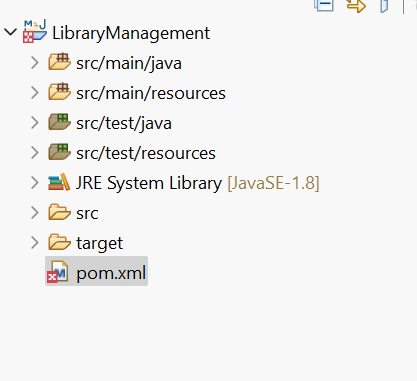 LibraryManagement
src/main/java
src/main/resources
src/test/java
src/test/resources
JRE System Library [JavaSE-1.8]
src
target
pom.xml